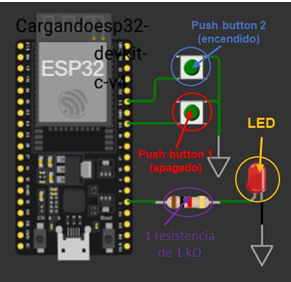 Cargandoesp32-
devkit-
c-v4
Push button 2
(encendido)
ESP32
LED
Push button 1
(apagado)
1 resistencia
de 1 kΩ